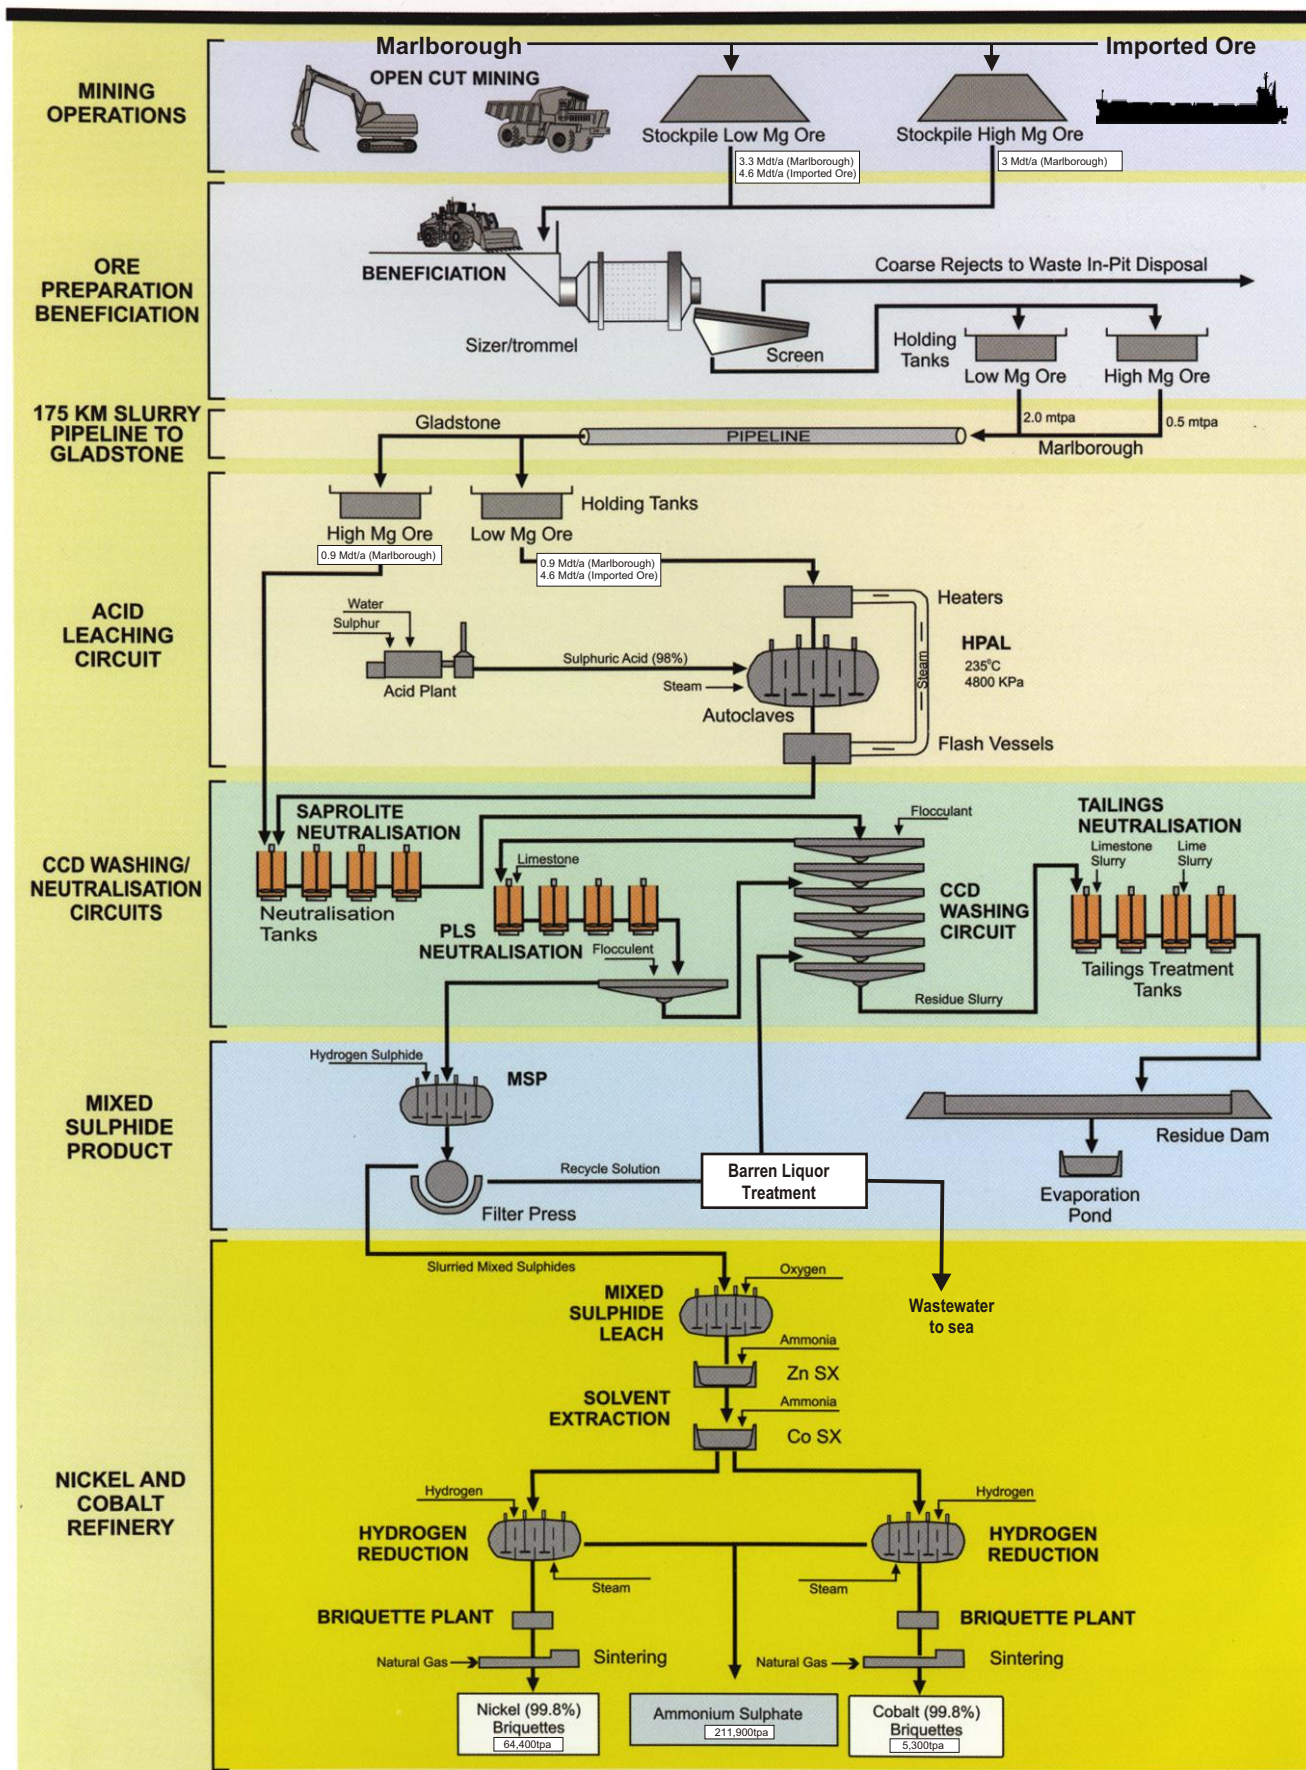 Marlborough
Imported Ore
MINING
OPERATIONS
OPEN CUT MINING
Stockpile Low Mg Ore
Stockpile High Mg Ore
3.3 Mdt/a (Marlborough)
4.6 Mdt/a (Imported Ore)
3 Mdt/a (Marlborough)
ORE
PREPARATION
BENEFICIATION
BENEFICIATION
Coarse Rejects to Waste In-Pit Disposal
Sizer/trommel
Screen
Holding
Tanks
Low Mg Ore
High Mg Ore
175 KM SLURRY
PIPELINE TO
GLADSTONE
Gladstone
PIPELINE
2.0 mtpa
0.5 mtpa
Marlborough
ACID
LEACHING
CIRCUIT
Holding Tanks
High Mg Ore
Low Mg Ore
0.9 Mdt/a (Marlborough)
0.9 Mdt/a (Marlborough)
4.6 Mdt/a (Imported Ore)
Water
Sulphur
Acid Plant
Sulphuric Acid (98%)
Steam
Autoclaves
Heaters
HPAL
235°C
4800 KPa
Steam
Flash Vessels
CCD WASHING/
NEUTRALISATION
CIRCUITS
SAPROLITE
NEUTRALISATION
Neutralisation
Tanks
Limestone
PLS
NEUTRALISATION
Flocculent
Flocculant
CCD
WASHING
CIRCUIT
Residue Slurry
TAILINGS
NEUTRALISATION
Limestone
Slurry
Lime
Slurry
Tailings Treatment
Tanks
MIXED
SULPHIDE
PRODUCT
Hydrogen Sulphide
MSP
Filter Press
Recycle Solution
Barren Liquor
Treatment
Residue Dam
Evaporation
Pond
Slurried Mixed Sulphides
Wastewater
to sea
NICKEL AND
COBALT
REFINERY
MIXED
SULPHIDE
LEACH
Oxygen
Ammonia
Zn SX
SOLVENT
EXTRACTION
Ammonia
Co SX
Hydrogen
Hydrogen
HYDROGEN
REDUCTION
HYDROGEN
REDUCTION
Steam
Steam
BRIQUETTE PLANT
BRIQUETTE PLANT
Natural Gas
Sintering
Natural Gas
Sintering
Nickel (99.8%)
Briquettes
64,400tpa
Ammonium Sulphate
211,900tpa
Cobalt (99.8%)
Briquettes
5,300tpa